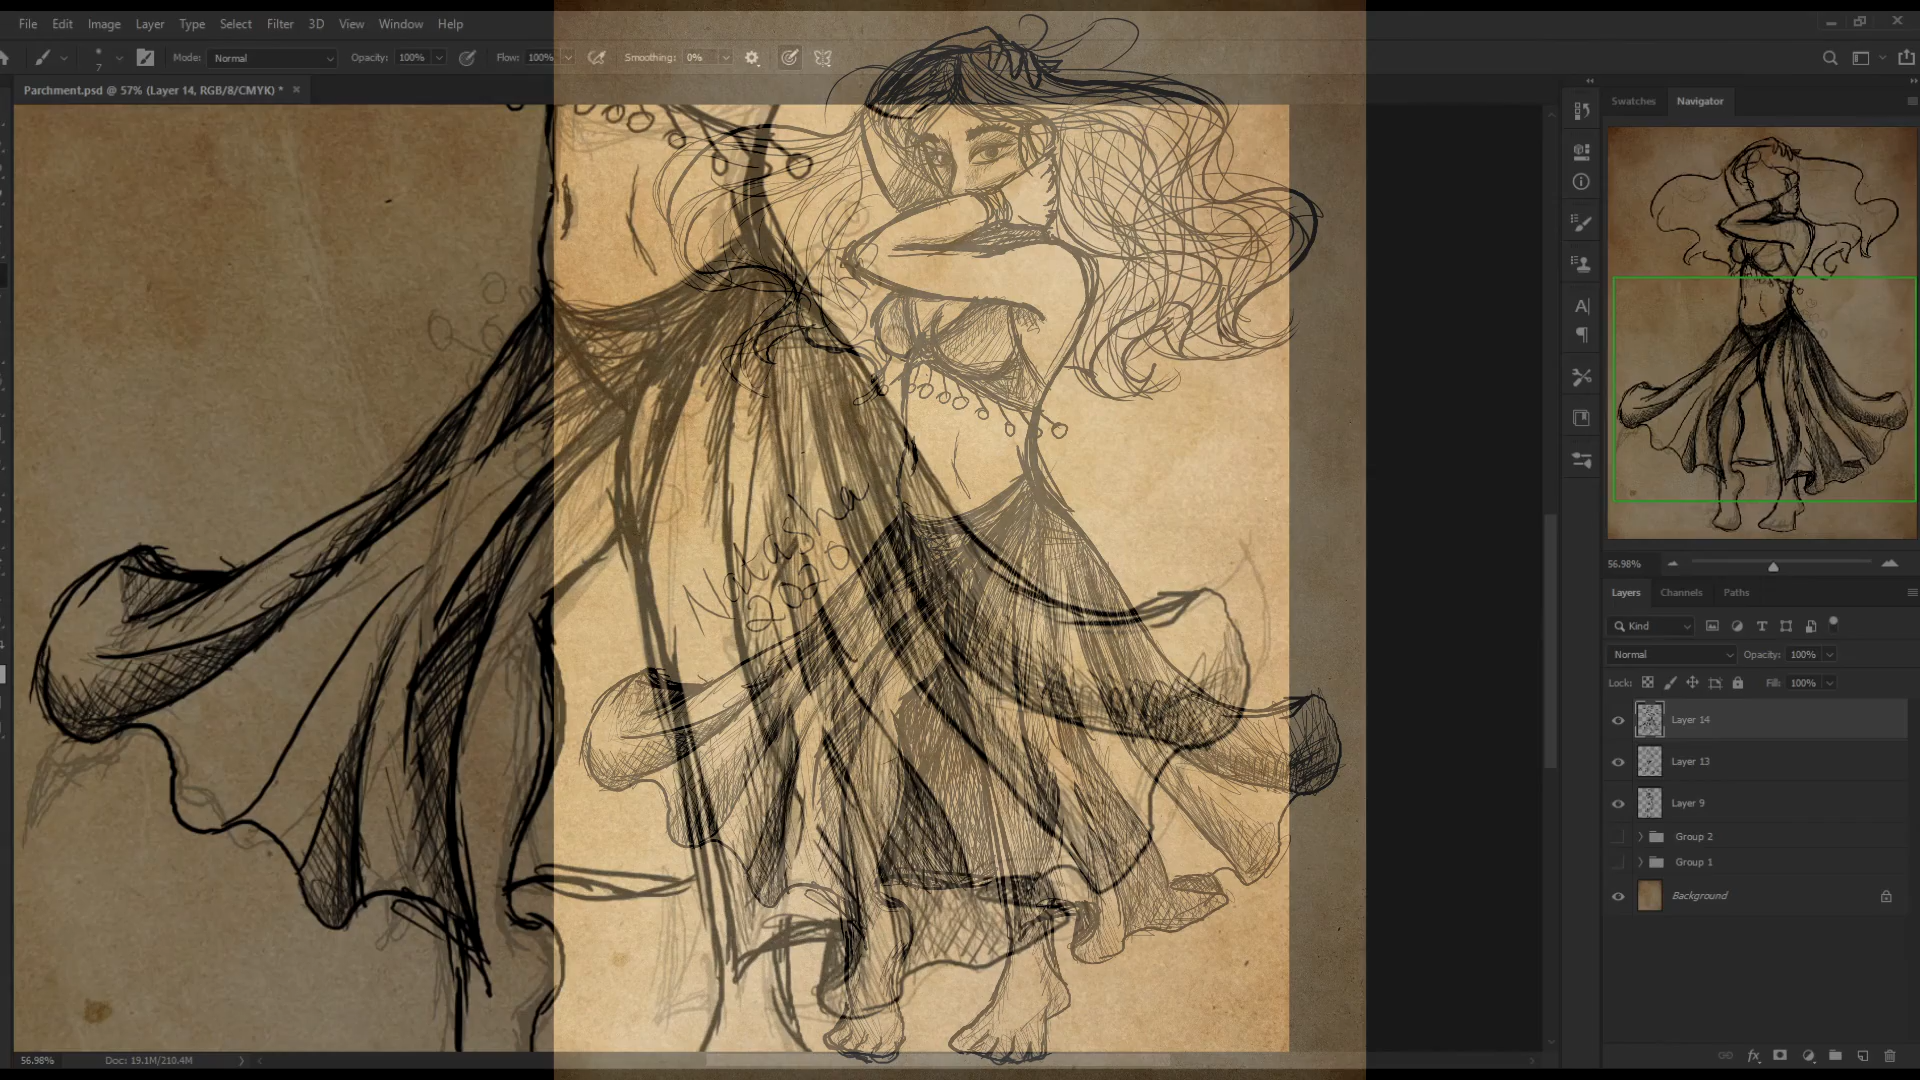 File Edit Image Layer Type Select Filter 3D View Window Help
7 Mode: Normal Opacity: 100% Flow: 100% Smoothing: 0%
Parchment.psd @ 57% (Layer 14, RGB/8/CMYK) *
Swatches Navigator
56.98%
Layers Channels Paths
Kind
Normal Opacity: 100%
Lock: Fill: 100%
Layer 14
Layer 13
Layer 9
Group 2
Group 1
Background
Natasha
2020
56.98% Doc: 19.1M/210.4M